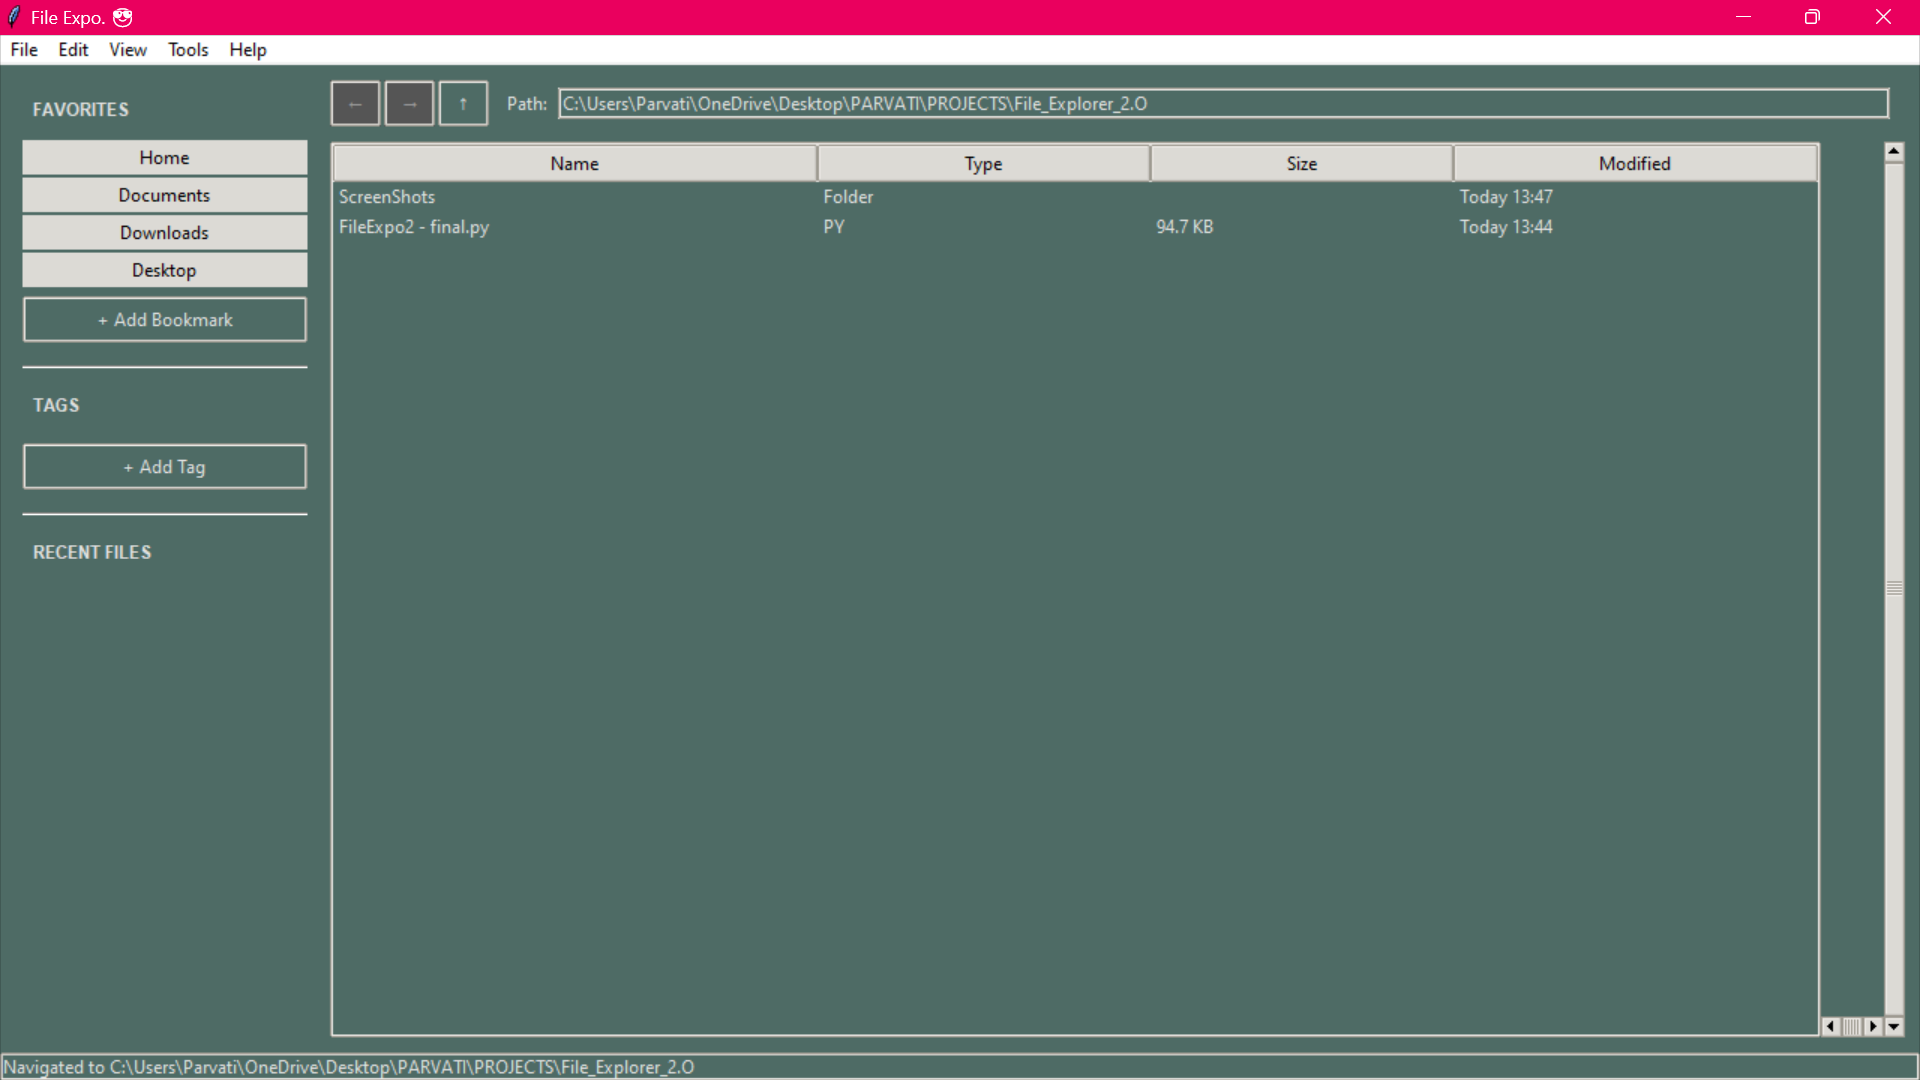 File Expo. 😎
File Edit View Tools Help
FAVORITES
Home
Documents
Downloads
Desktop
+ Add Bookmark
TAGS
+ Add Tag
RECENT FILES
← → ↑ Path: C:\Users\Parvati\OneDrive\Desktop\PARVATI\PROJECTS\File_Explorer_2.O
Name Type Size Modified
ScreenShots Folder Today 13:47
FileExpo2 - final.py PY 94.7 KB Today 13:44
Navigated to C:\Users\Parvati\OneDrive\Desktop\PARVATI\PROJECTS\File_Explorer_2.O